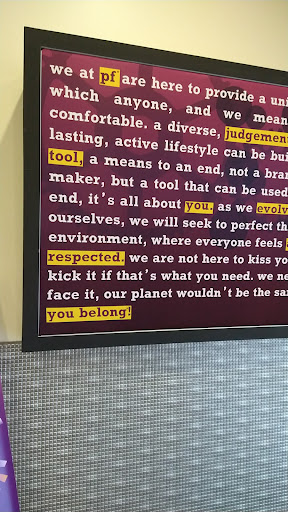 we at pf are here to provide a uni
which anyone, and we mean
comfortable. a diverse, judgemen
lasting, active lifestyle can be bui
tool, a means to an end, not a bran
maker, but a tool that can be used
end, it's all about you. as we evolv
ourselves, we will seek to perfect th
environment, where everyone feels
respected. we are not here to kiss yo
kick it if that's what you need. we ne
face it, our planet wouldn't be the sa
you belong!